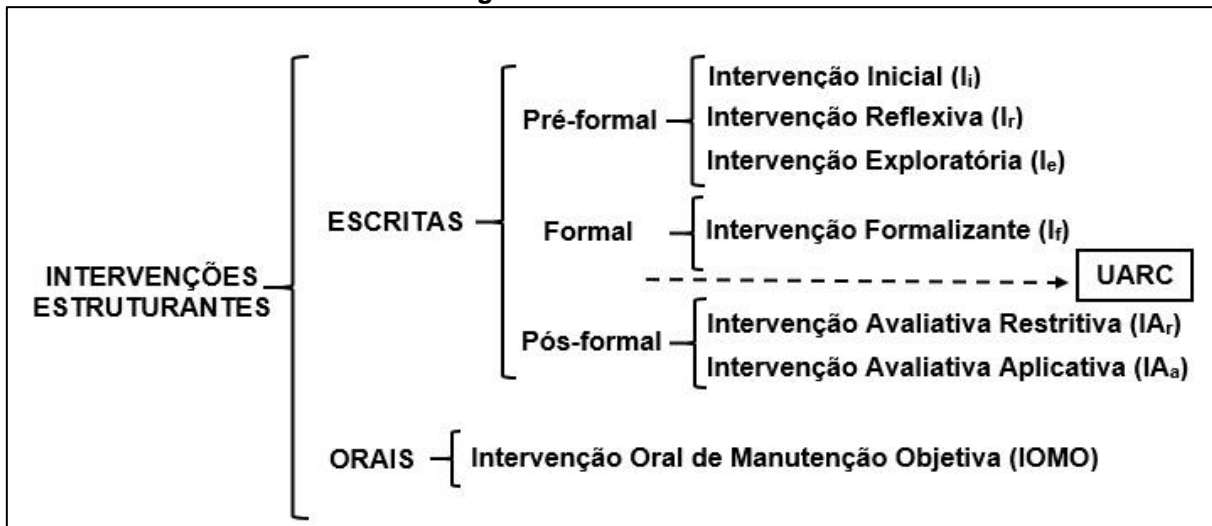 Intervenção Inicial (Iᵢ)
Pré-formal
Intervenção Reflexiva (Iᵣ)
Intervenção Exploratória (Iₑ)
ESCRITAS
Formal
Intervenção Formalizante (I_f)
INTERVENÇÕES
ESTRUTURANTES
UARC
Pós-formal
Intervenção Avaliativa Restritiva (IAᵣ)
Intervenção Avaliativa Aplicativa (IAₐ)
ORAIS
Intervenção Oral de Manutenção Objetiva (IOMO)